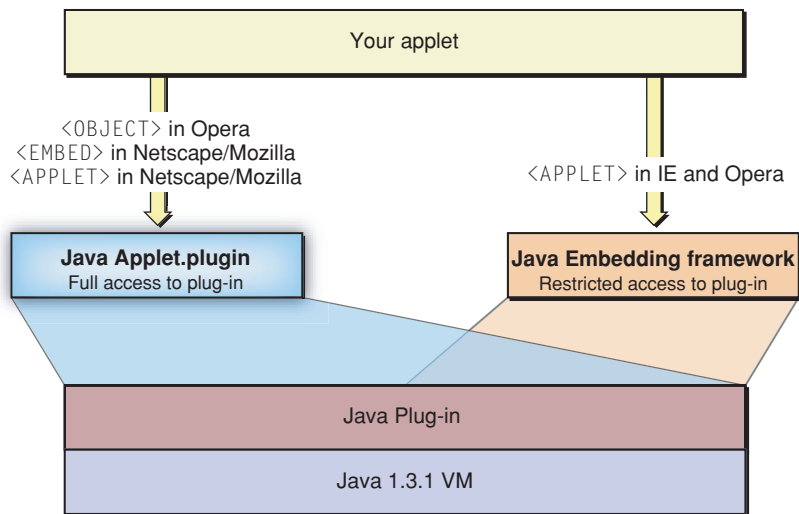 Your applet
<OBJECT> in Opera
<EMBED> in Netscape/Mozilla
<APPLET> in Netscape/Mozilla
<APPLET> in IE and Opera
Java Applet.plugin
Full access to plug-in
Java Embedding framework
Restricted access to plug-in
Java Plug-in
Java 1.3.1 VM